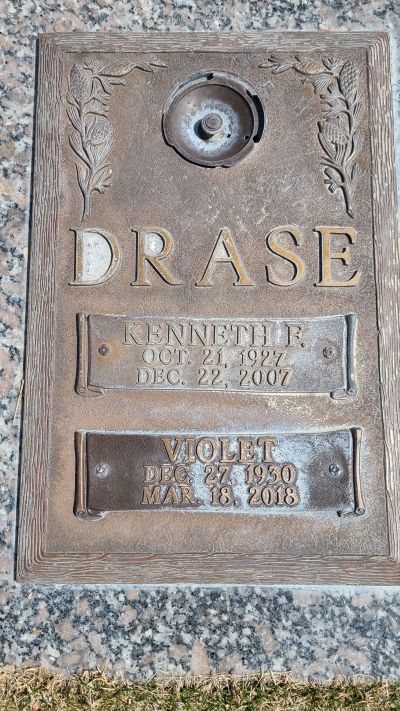 DRASE
KENNETH F.
OCT. 21, 1927
DEC. 22, 2007
VIOLET
DEC. 27, 1930
MAR. 18, 2018